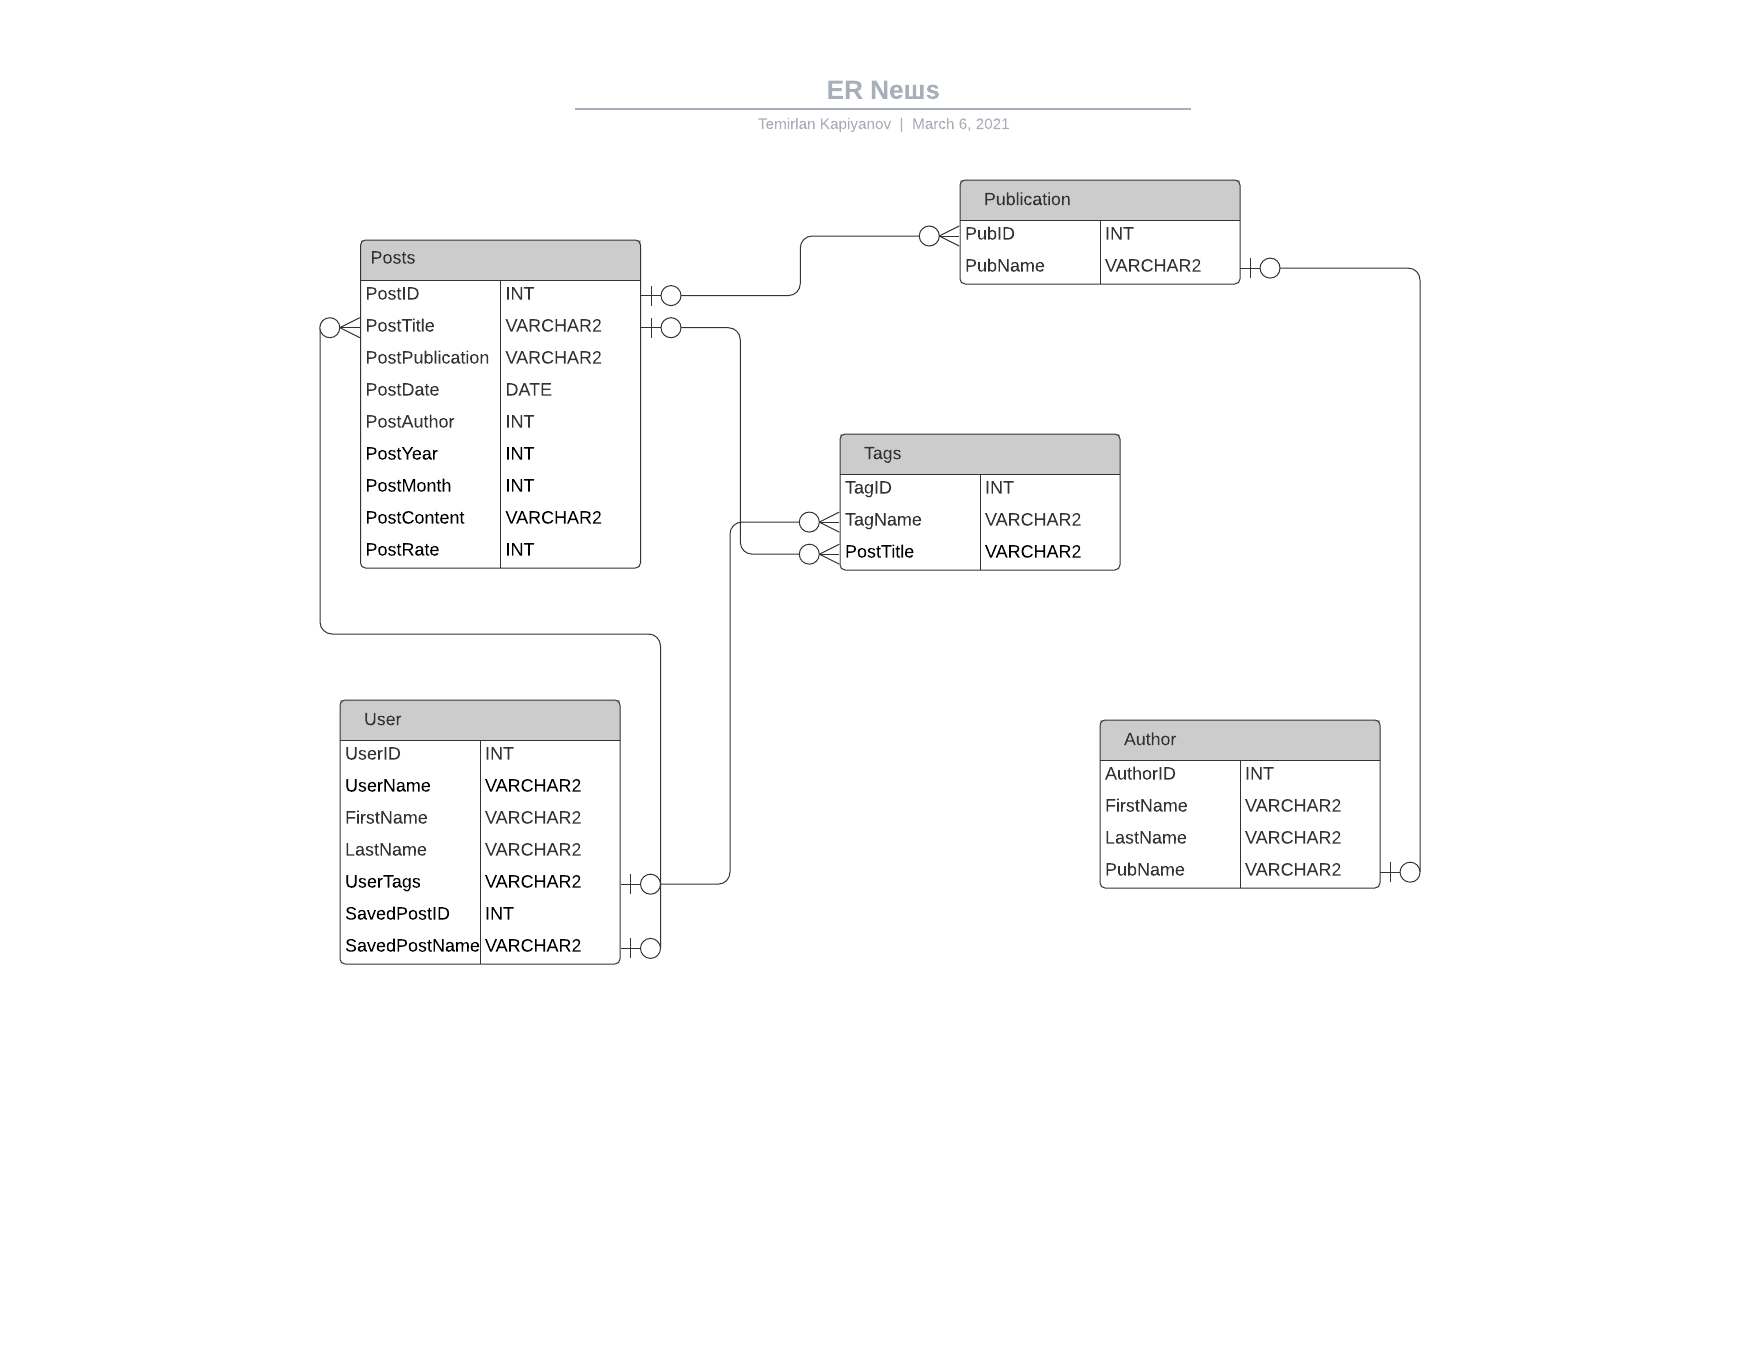 ER Neшs
Temirlan Kapiyanov | March 6, 2021
Publication
PubID INT
PubName VARCHAR2
Posts
PostID INT
PostTitle VARCHAR2
PostPublication VARCHAR2
PostDate DATE
PostAuthor INT
PostYear INT
PostMonth INT
PostContent VARCHAR2
PostRate INT
Tags
TagID INT
TagName VARCHAR2
PostTitle VARCHAR2
User
UserID INT
UserName VARCHAR2
FirstName VARCHAR2
LastName VARCHAR2
UserTags VARCHAR2
SavedPostID INT
SavedPostName VARCHAR2
Author
AuthorID INT
FirstName VARCHAR2
LastName VARCHAR2
PubName VARCHAR2